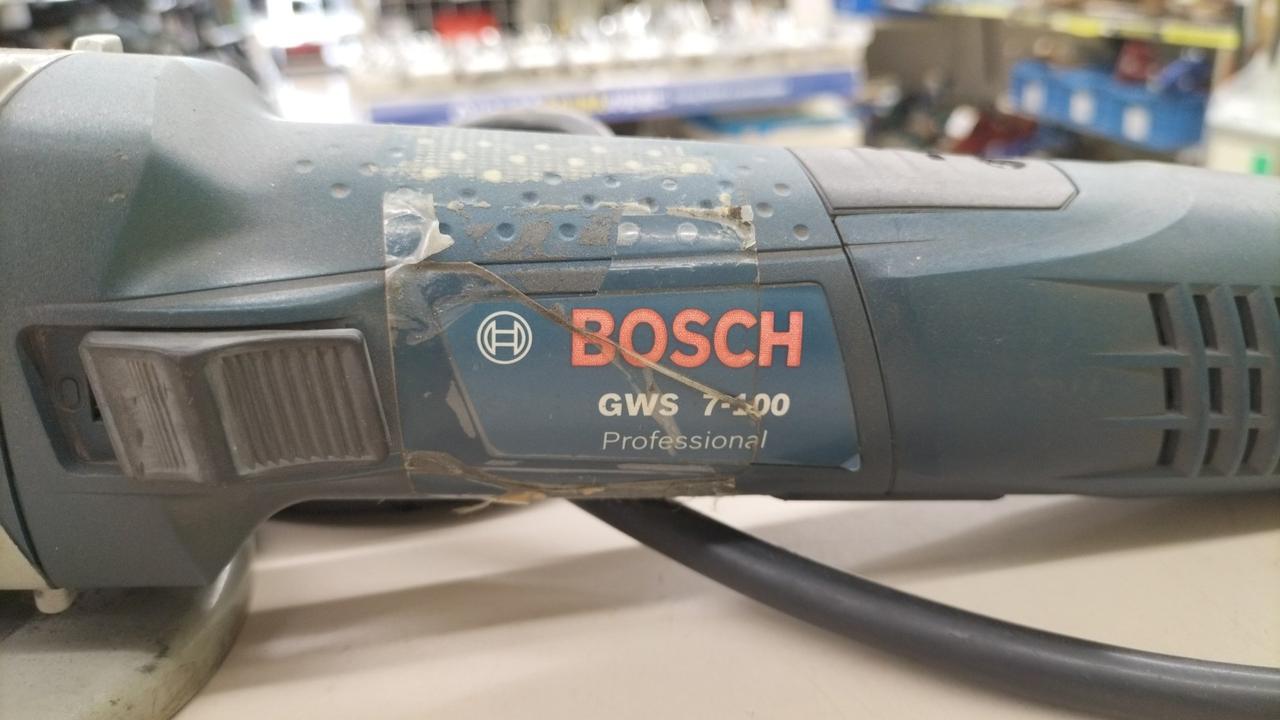 BOSCH
GWS 7-100
Professional